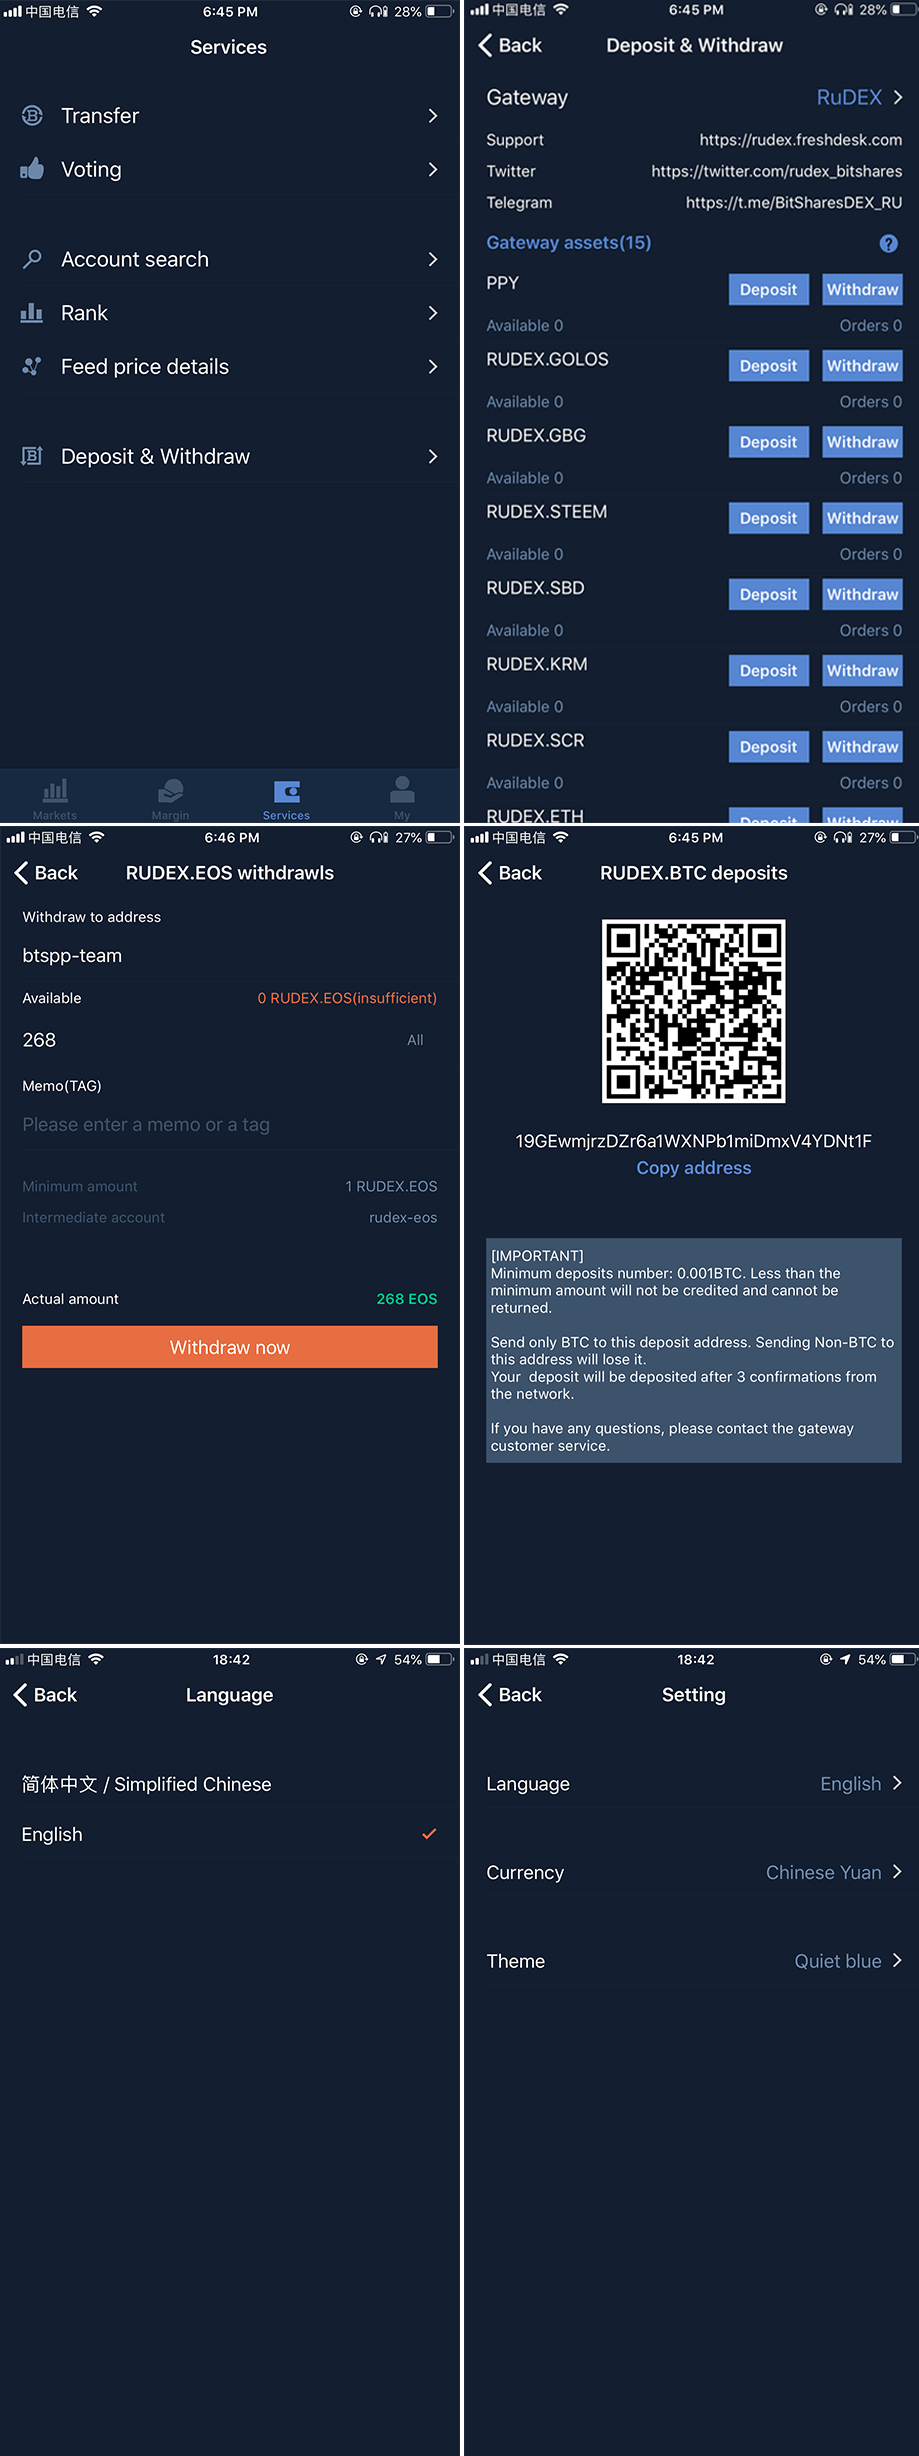 中国电信 6:45 PM 28%
Services
Transfer
Voting
Account search
Rank
Feed price details
Deposit & Withdraw
Markets Margin Services My
中国电信 6:45 PM 28%
Back Deposit & Withdraw
Gateway RuDEX
Support https://rudex.freshdesk.com
Twitter https://twitter.com/rudex_bitshares
Telegram https://t.me/BitSharesDEX_RU
Gateway assets(15) ?
PPY Deposit Withdraw
Available 0 Orders 0
RUDEX.GOLOS Deposit Withdraw
Available 0 Orders 0
RUDEX.GBG Deposit Withdraw
Available 0 Orders 0
RUDEX.STEEM Deposit Withdraw
Available 0 Orders 0
RUDEX.SBD Deposit Withdraw
Available 0 Orders 0
RUDEX.KRM Deposit Withdraw
Available 0 Orders 0
RUDEX.SCR Deposit Withdraw
Available 0 Orders 0
RUDEX.ETH Deposit Withdraw
中国电信 6:46 PM 27%
Back RUDEX.EOS withdrawls
Withdraw to address
btspp-team
Available 0 RUDEX.EOS(insufficient)
268 All
Memo(TAG)
Please enter a memo or a tag
Minimum amount 1 RUDEX.EOS
Intermediate account rudex-eos
Actual amount 268 EOS
Withdraw now
中国电信 6:45 PM 27%
Back RUDEX.BTC deposits
19GEwmjrzDZr6a1WXNPb1miDmxV4YDNt1F
Copy address
[IMPORTANT]
Minimum deposits number: 0.001BTC. Less than the
minimum amount will not be credited and cannot be
returned.
Send only BTC to this deposit address. Sending Non-BTC to
this address will lose it.
Your  deposit will be deposited after 3 confirmations from
the network.
If you have any questions, please contact the gateway
customer service.
中国电信 18:42 54%
Back Language
简体中文 / Simplified Chinese
English
中国电信 18:42 54%
Back Setting
Language English
Currency Chinese Yuan
Theme Quiet blue